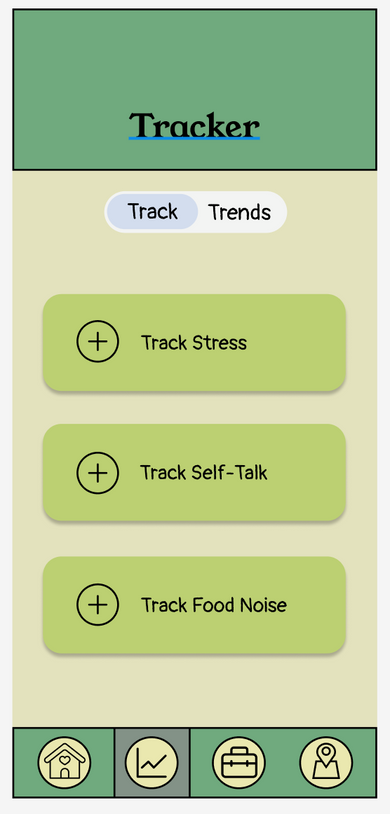 Tracker
Track Trends
Track Stress
Track Self-Talk
Track Food Noise